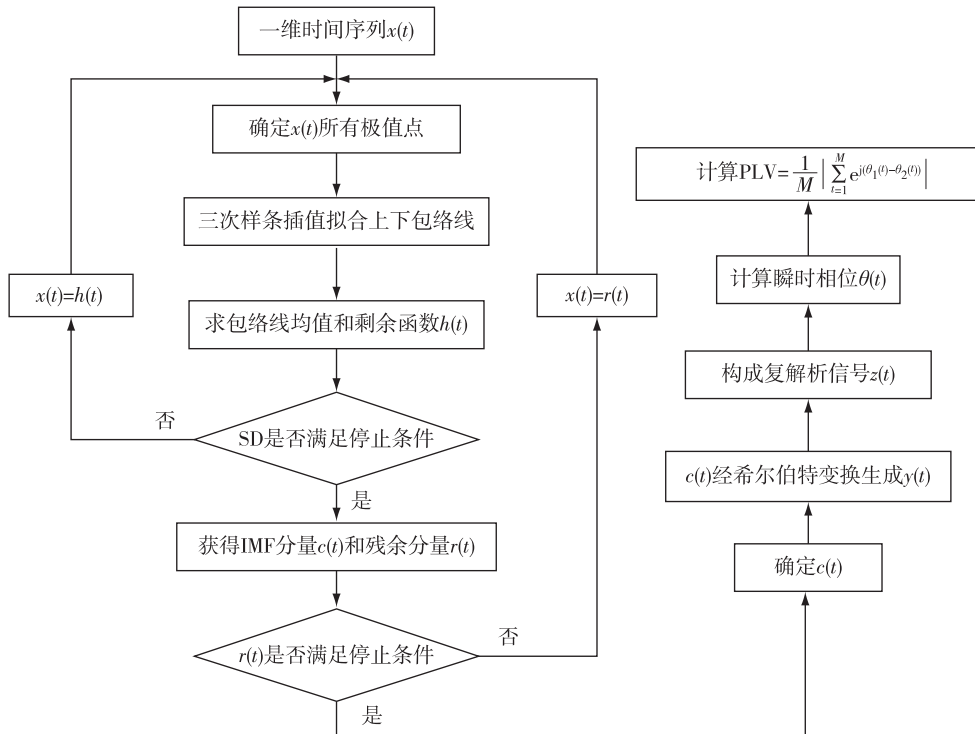 一维时间序列x(t)
确定x(t)所有极值点
三次样条插值拟合上下包络线
x(t)=h(t)
x(t)=r(t)
求包络线均值和剩余函数h(t)
否
SD是否满足停止条件
是
获得IMF分量c(t)和残余分量r(t)
否
r(t)是否满足停止条件
是
计算PLV=1/M|∑_{t=1}^{M}e^{j(θ_1(t)-θ_2(t))}|
计算瞬时相位θ(t)
构成复解析信号z(t)
c(t)经希尔伯特变换生成y(t)
确定c(t)